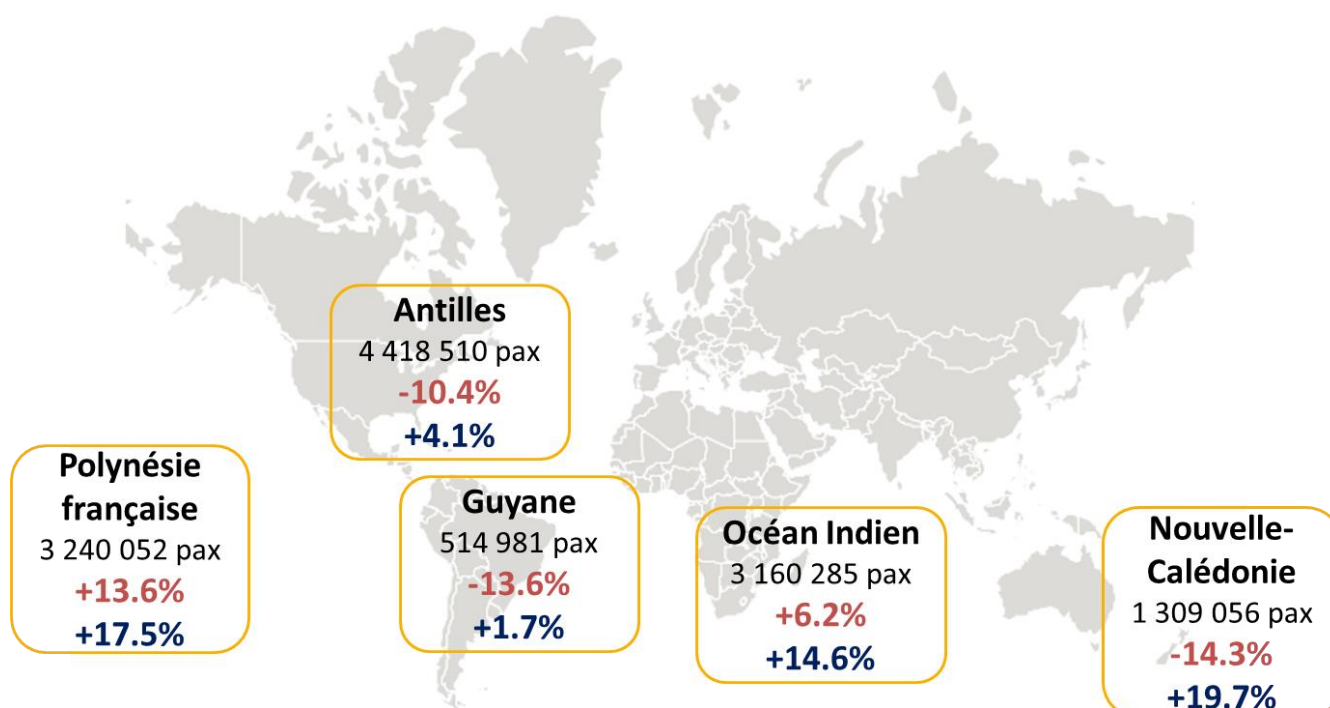 Antilles
4 418 510 pax
-10.4%
+4.1%
Polynésie
française
3 240 052 pax
+13.6%
+17.5%
Guyane
514 981 pax
-13.6%
+1.7%
Océan Indien
3 160 285 pax
+6.2%
+14.6%
Nouvelle-
Calédonie
1 309 056 pax
-14.3%
+19.7%